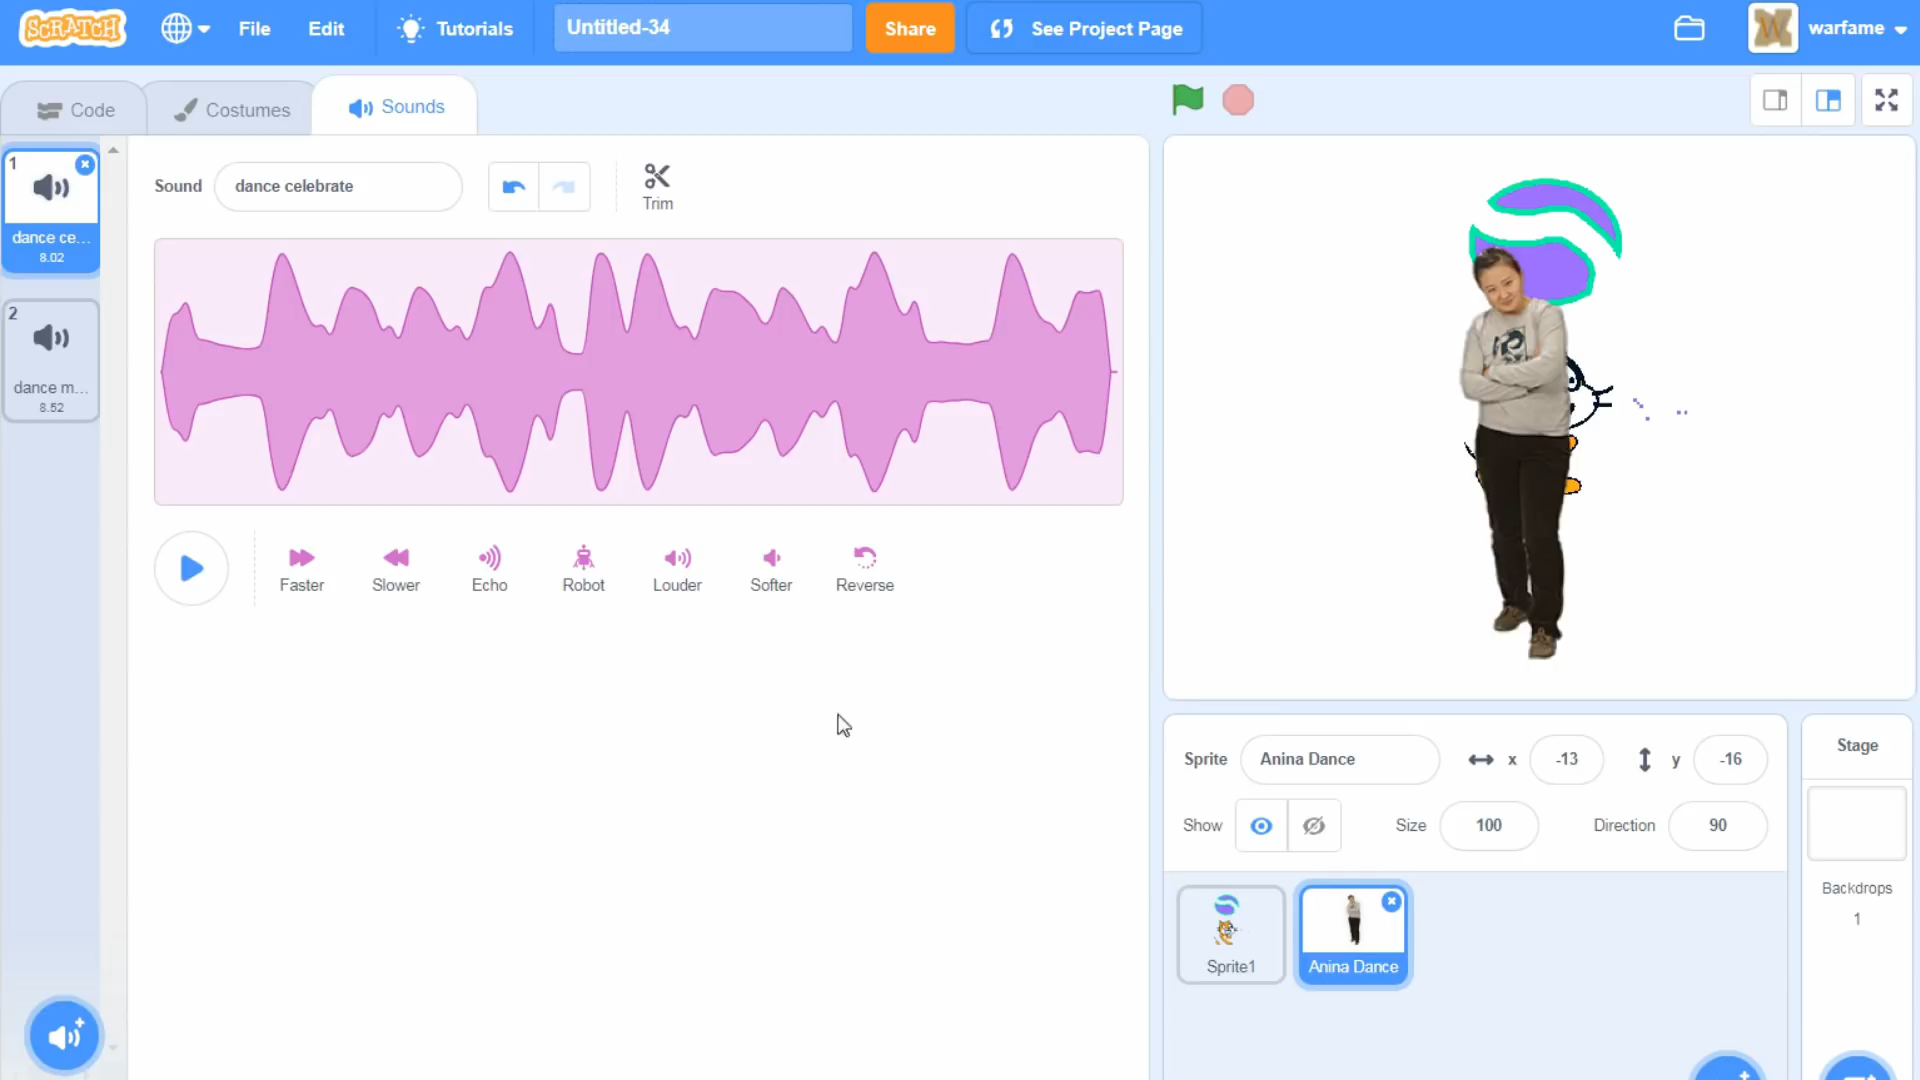 SCRATCH
File
Edit
Tutorials
Untitled-34
Share
See Project Page
warfame
Code
Costumes
Sounds
1
dance ce...
8.02
2
dance m...
8.52
Sound
dance celebrate
Trim
Faster
Slower
Echo
Robot
Louder
Softer
Reverse
Sprite
Anina Dance
x
-13
y
-16
Show
Size
100
Direction
90
Sprite1
Anina Dance
Stage
Backdrops
1